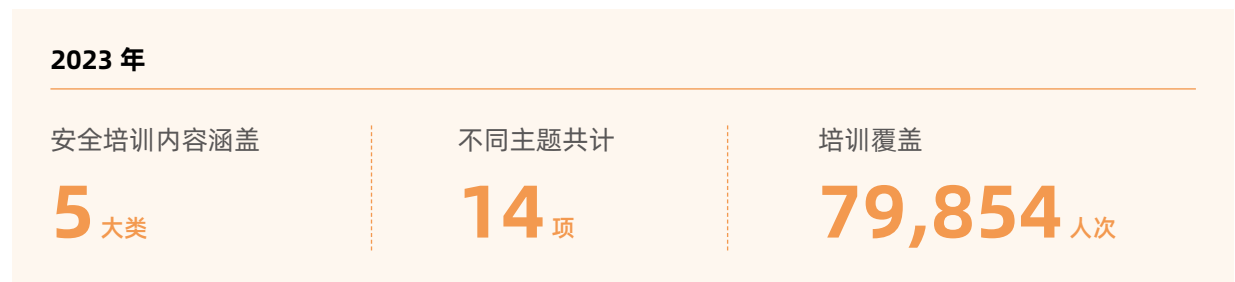 2023 年
安全培训内容涵盖
5 大类
不同主题共计
14 项
培训覆盖
79,854 人次